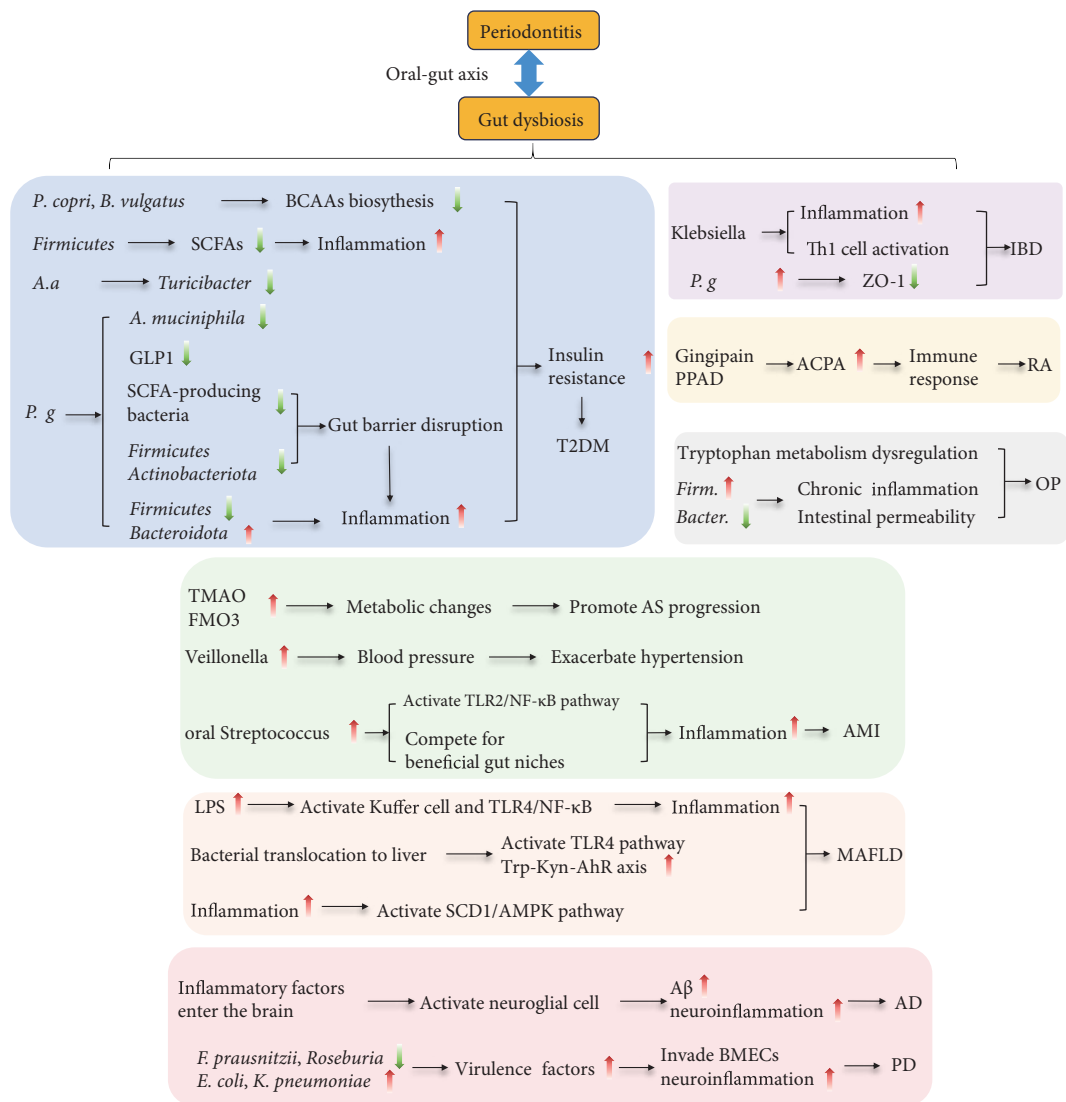 Periodontitis
Oral-gut axis
Gut dysbiosis
P. copri, B. vulgatus
BCAAs biosythesis
Firmicutes
SCFAs
Inflammation
A.a
Turicibacter
P. g
A. muciniphila
GLP1
SCFA-producing
bacteria
Firmicutes
Actinobacteriota
Gut barrier disruption
Firmicutes
Bacteroidota
Inflammation
Insulin
resistance
T2DM
Klebsiella
Inflammation
Th1 cell activation
P. g
ZO-1
IBD
Gingipain
PPAD
ACPA
Immune
response
RA
Tryptophan metabolism dysregulation
Firm.
Bacter.
Chronic inflammation
Intestinal permeability
OP
TMAO
FMO3
Metabolic changes
Promote AS progression
Veillonella
Blood pressure
Exacerbate hypertension
oral Streptococcus
Activate TLR2/NF-κB pathway
Compete for
beneficial gut niches
Inflammation
AMI
LPS
Activate Kuffer cell and TLR4/NF-κB
Inflammation
Bacterial translocation to liver
Activate TLR4 pathway
Trp-Kyn-AhR axis
Inflammation
Activate SCD1/AMPK pathway
MAFLD
Inflammatory factors
enter the brain
Activate neuroglial cell
Aβ
neuroinflammation
AD
F. prausnitzii, Roseburia
E. coli, K. pneumoniae
Virulence factors
Invade BMECs
neuroinflammation
PD